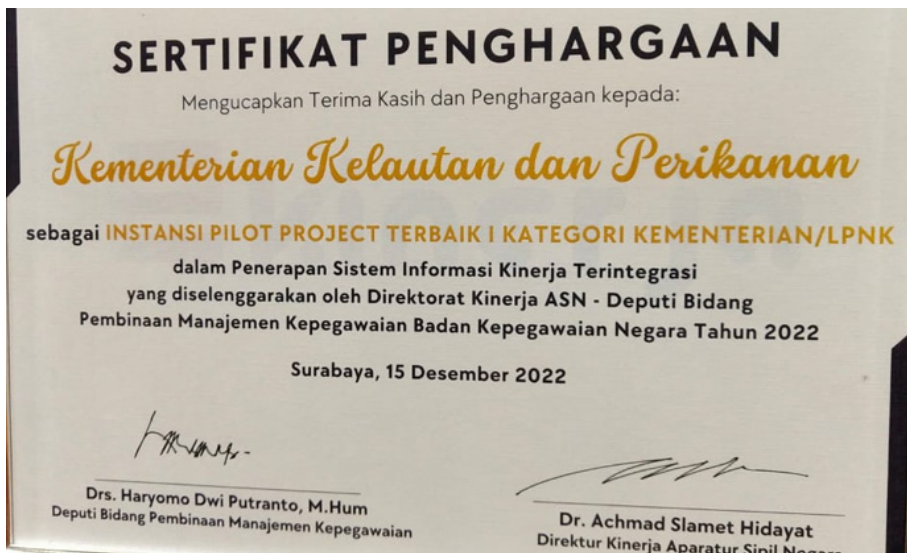 SERTIFIKAT PENGHARGAAN
Mengucapkan Terima Kasih dan Penghargaan kepada:
Kementerian Kelautan dan Perikanan
sebagai INSTANSI PILOT PROJECT TERBAIK I KATEGORI KEMENTERIAN/LPNK
dalam Penerapan Sistem Informasi Kinerja Terintegrasi
yang diselenggarakan oleh Direktorat Kinerja ASN - Deputi Bidang
Pembinaan Manajemen Kepegawaian Badan Kepegawaian Negara Tahun 2022
Surabaya, 15 Desember 2022
Drs. Haryomo Dwi Putranto, M.Hum
Deputi Bidang Pembinaan Manajemen Kepegawaian
Dr. Achmad Slamet Hidayat
Direktur Kinerja Aparatur Sipil Negara